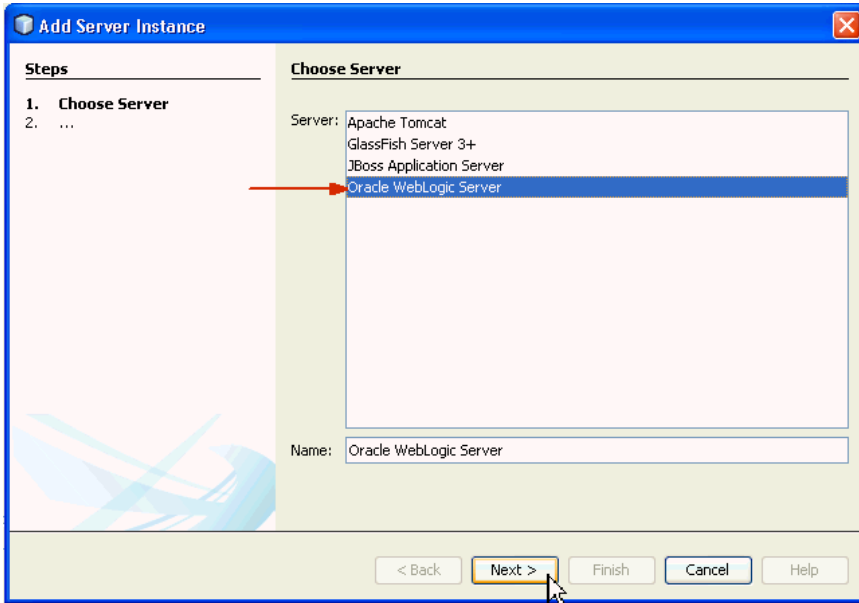 Add Server Instance
Steps
1. Choose Server
2. ...
Choose Server
Server:
Apache Tomcat
GlassFish Server 3+
JBoss Application Server
Oracle WebLogic Server
Name: Oracle WebLogic Server
< Back Next > Finish Cancel Help